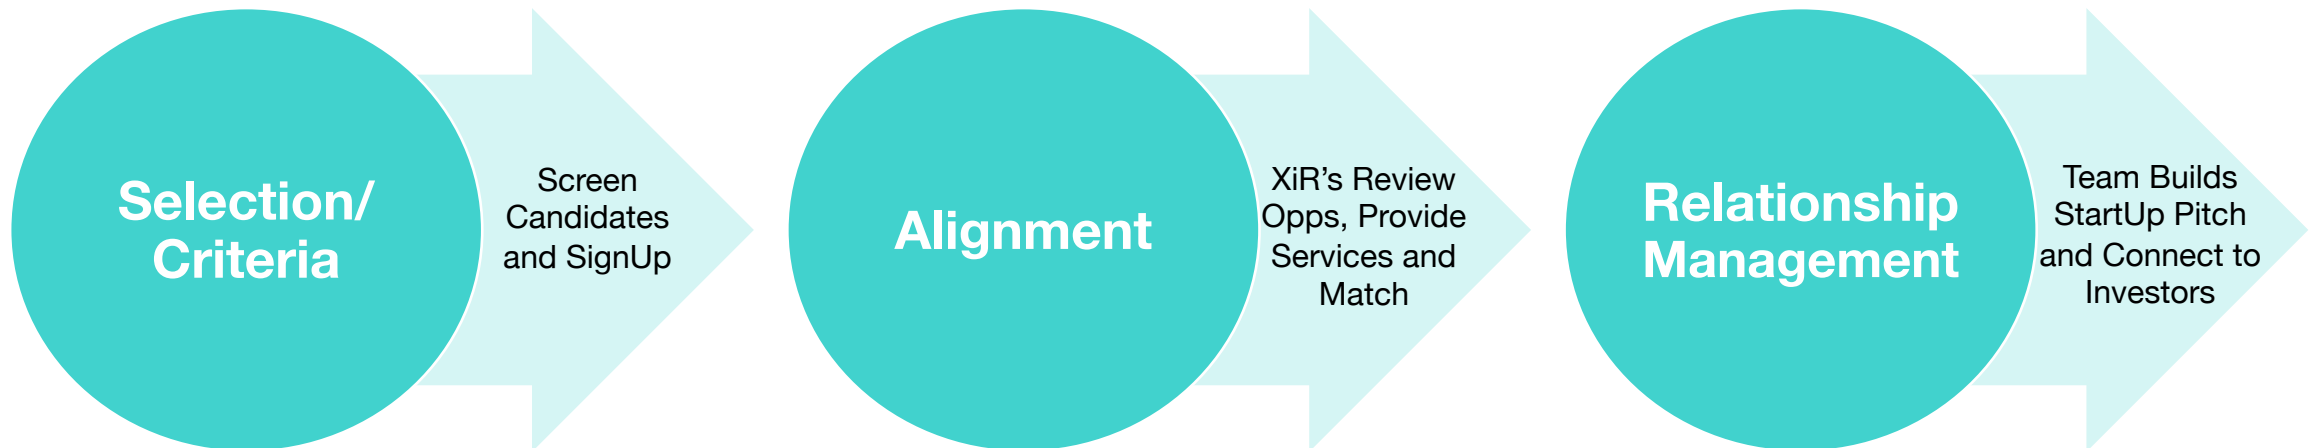 Selection/
Criteria
Screen
Candidates
and SignUp
Alignment
XiR’s Review
Opps, Provide
Services and
Match
Relationship
Management
Team Builds
StartUp Pitch
and Connect to
Investors